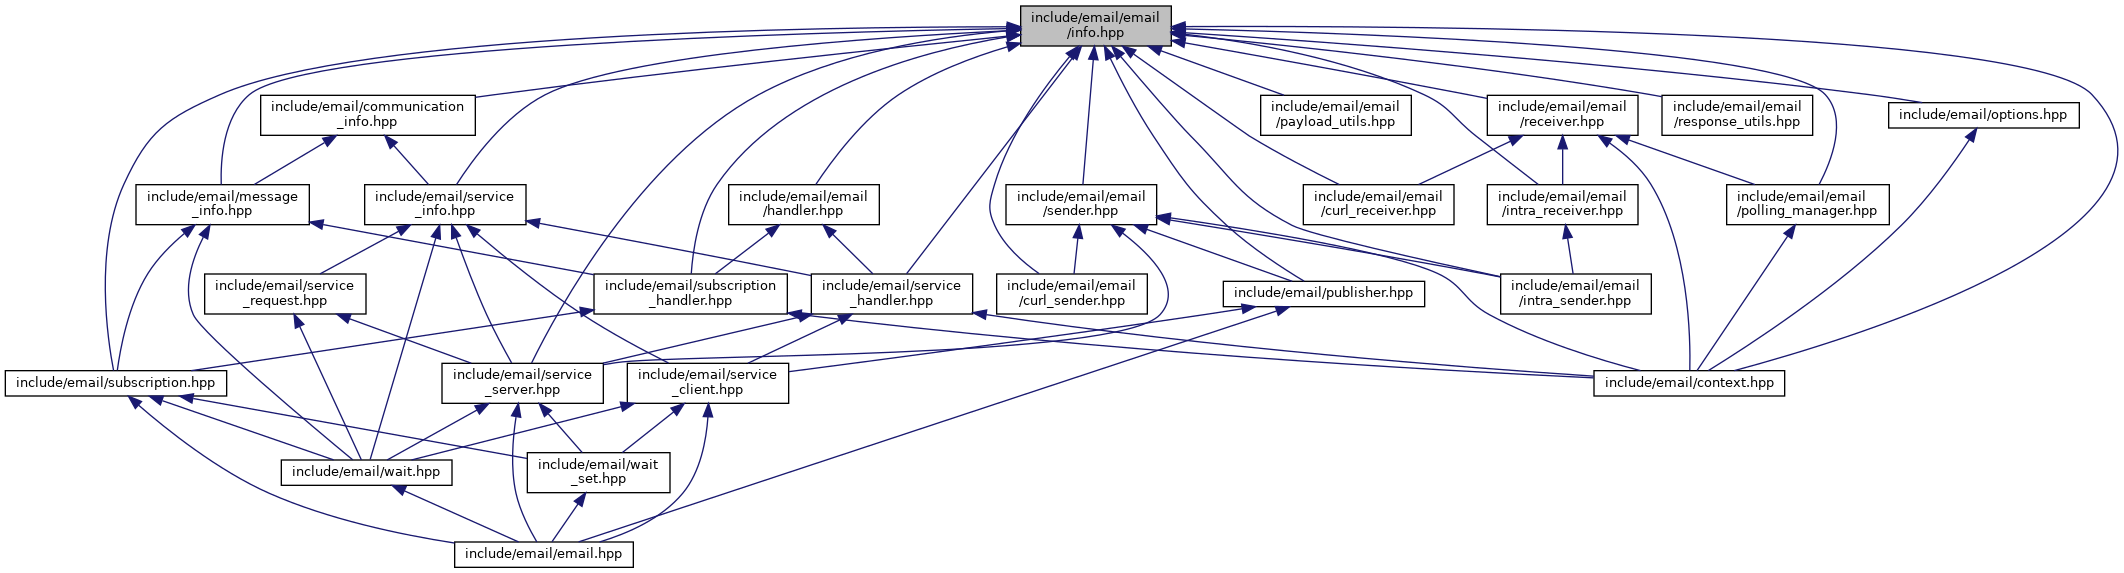 include/email/email
/info.hpp
include/email/communication
_info.hpp
include/email/email
/payload_utils.hpp
include/email/email
/receiver.hpp
include/email/email
/response_utils.hpp
include/email/options.hpp
include/email/message
_info.hpp
include/email/service
_info.hpp
include/email/email
/handler.hpp
include/email/email
/sender.hpp
include/email/email
/curl_receiver.hpp
include/email/email
/intra_receiver.hpp
include/email/email
/polling_manager.hpp
include/email/service
_request.hpp
include/email/subscription
_handler.hpp
include/email/service
_handler.hpp
include/email/email
/curl_sender.hpp
include/email/publisher.hpp
include/email/email
/intra_sender.hpp
include/email/subscription.hpp
include/email/service
_server.hpp
include/email/service
_client.hpp
include/email/context.hpp
include/email/wait.hpp
include/email/wait
_set.hpp
include/email/email.hpp